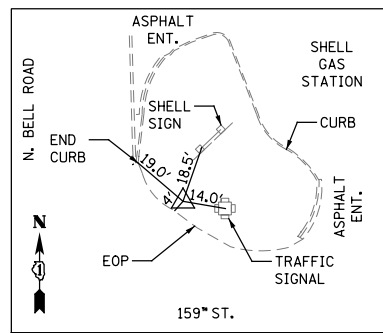 ASPHALT
ENT.
SHELL
GAS
STATION
N. BELL ROAD
SHELL
SIGN
CURB
END
CURB
19.0'
18.5'
4'
14.0'
ASPHALT
ENT.
N
1
EOP
TRAFFIC
SIGNAL
159TH ST.